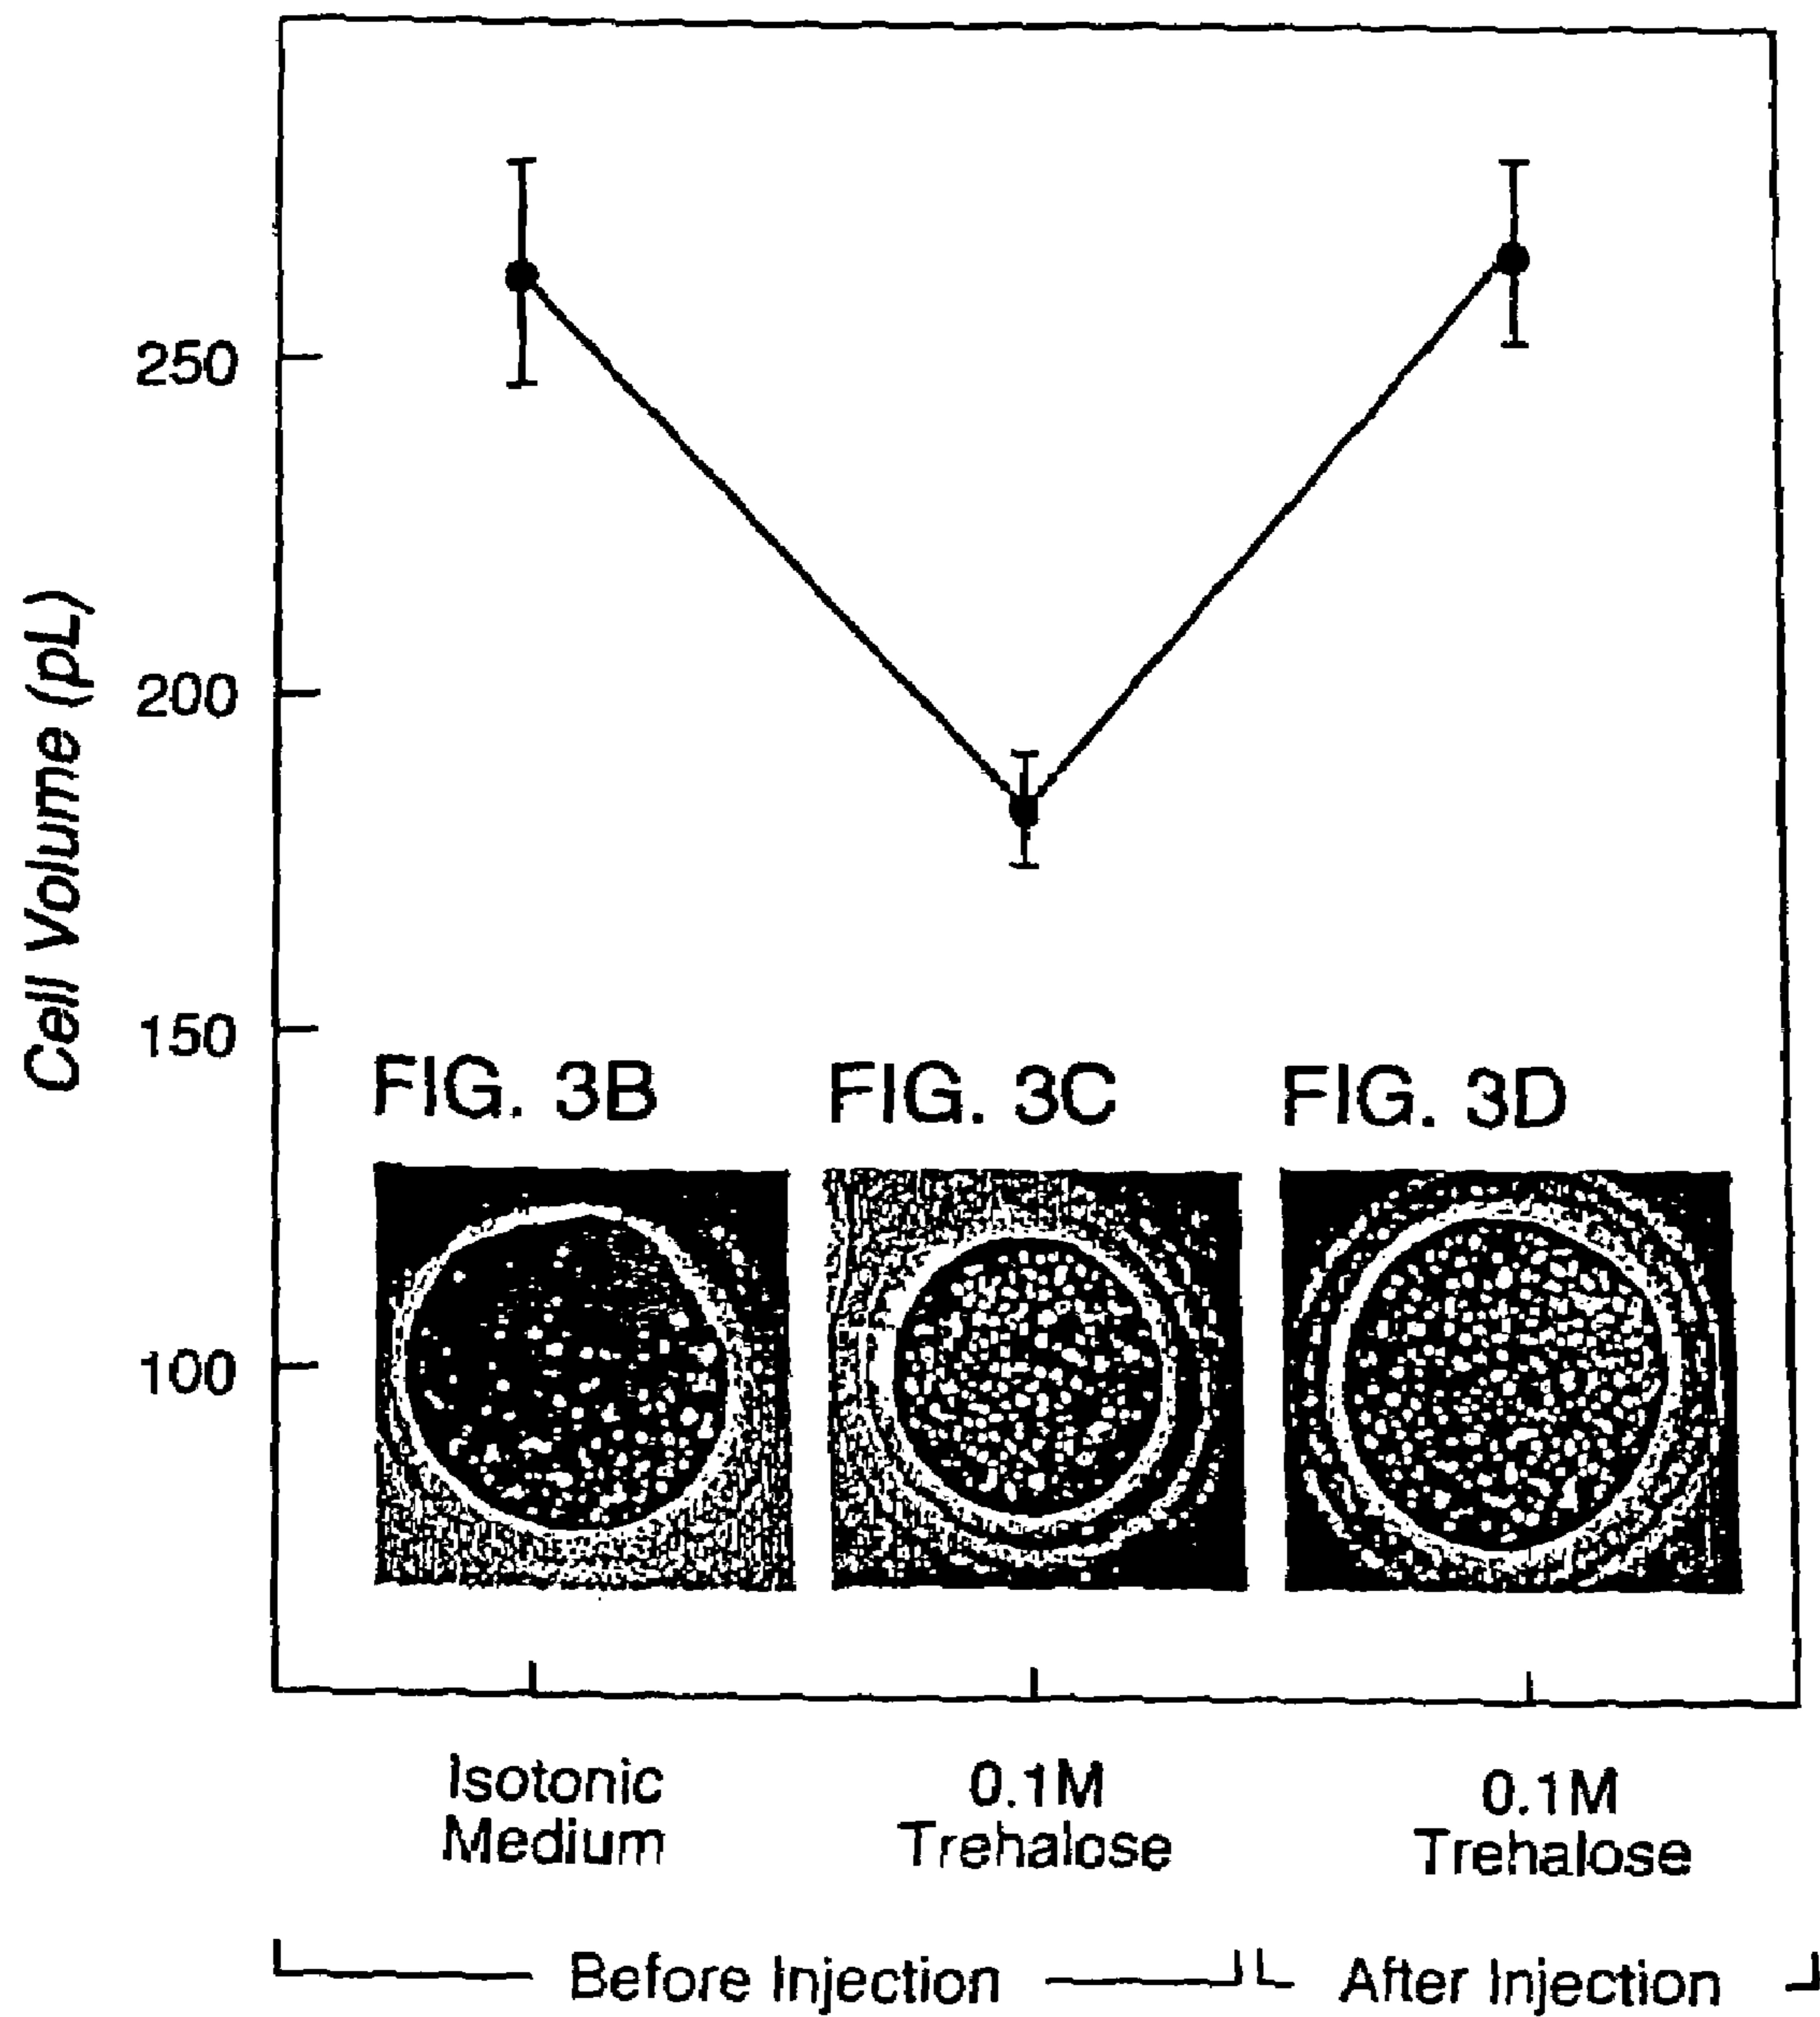 Cell Volume (pL)
250
200
150
100
FIG. 3B
FIG. 3C
FIG. 3D
Isotonic
Medium
0.1M
Trehalose
0.1M
Trehalose
Before Injection
After Injection